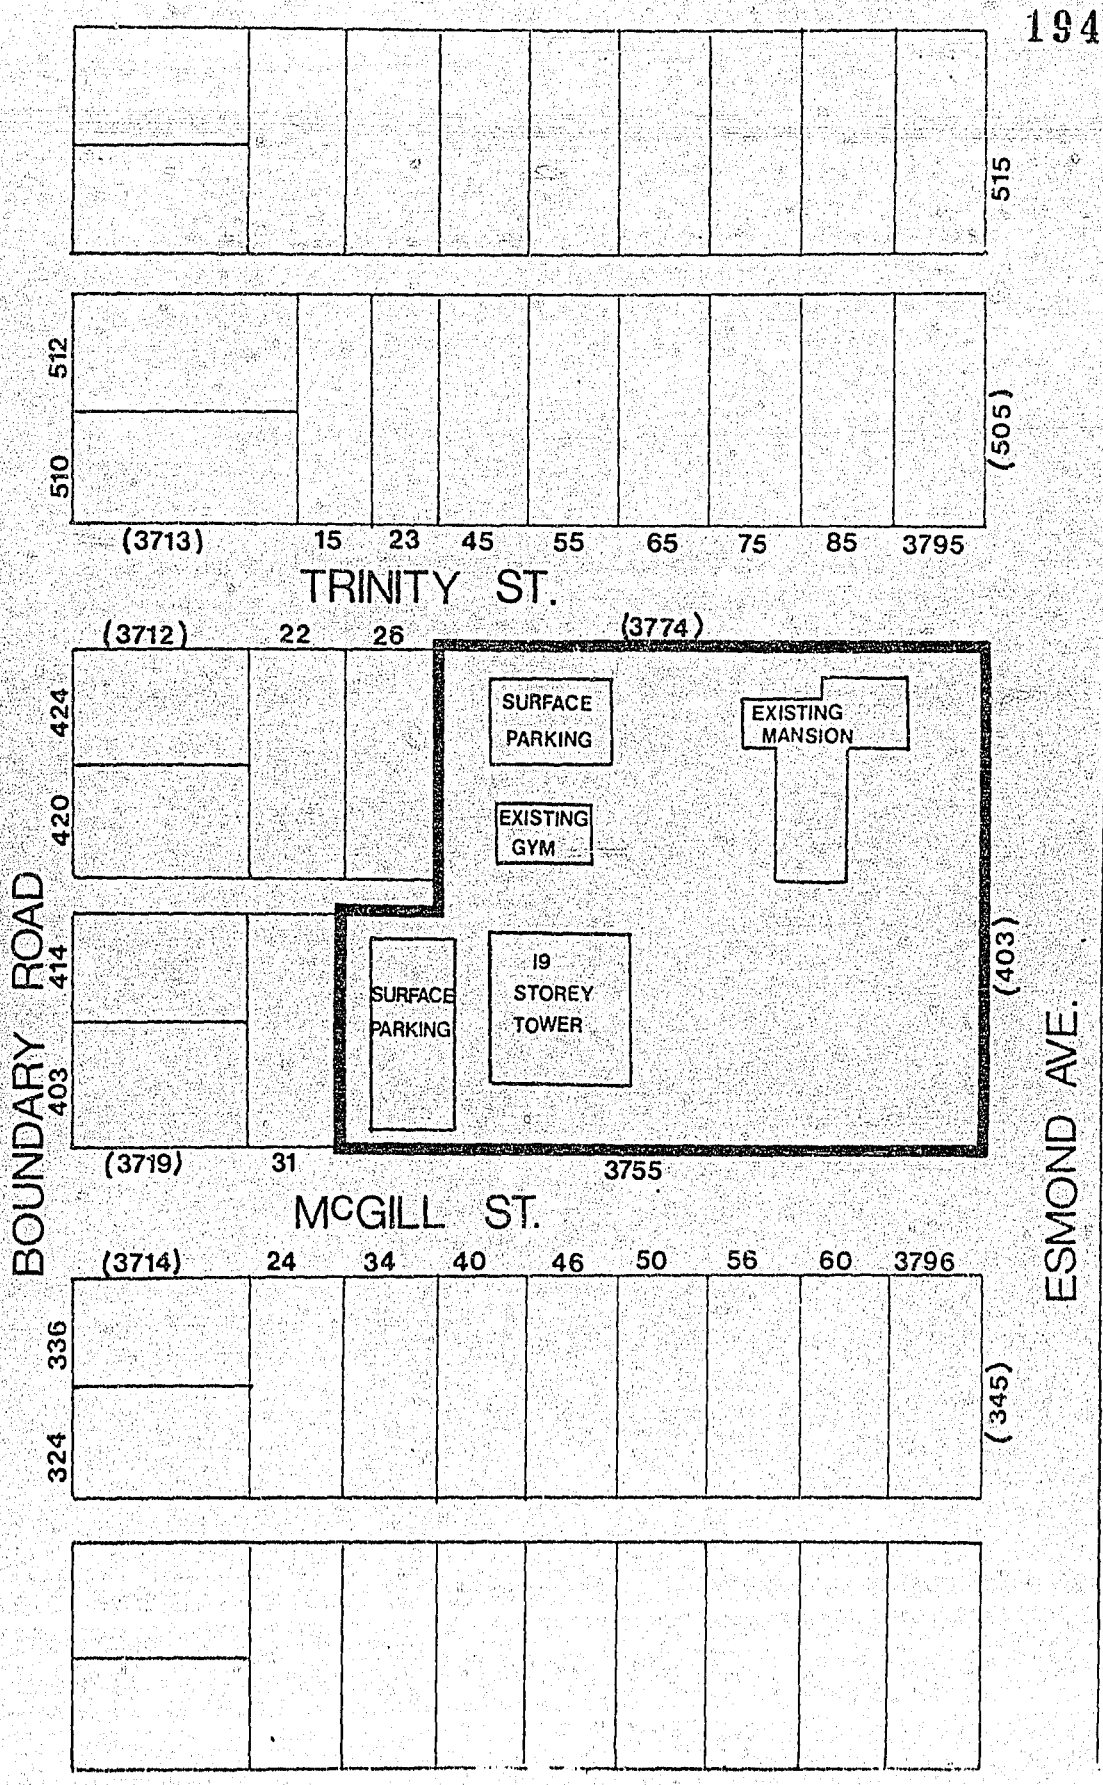 194
515
512
510
(505)
(3713) 15 23 45 55 65 75 85 3795
TRINITY ST.
(3712) 22 26 (3774)
424
420
SURFACE
PARKING
EXISTING
MANSION
EXISTING
GYM
BOUNDARY ROAD
414
403
SURFACE
PARKING
19
STOREY
TOWER
(403)
ESMOND AVE.
(3719) 31 3755
McGILL ST.
(3714) 24 34 40 46 50 56 60 3796
336
324
(345)